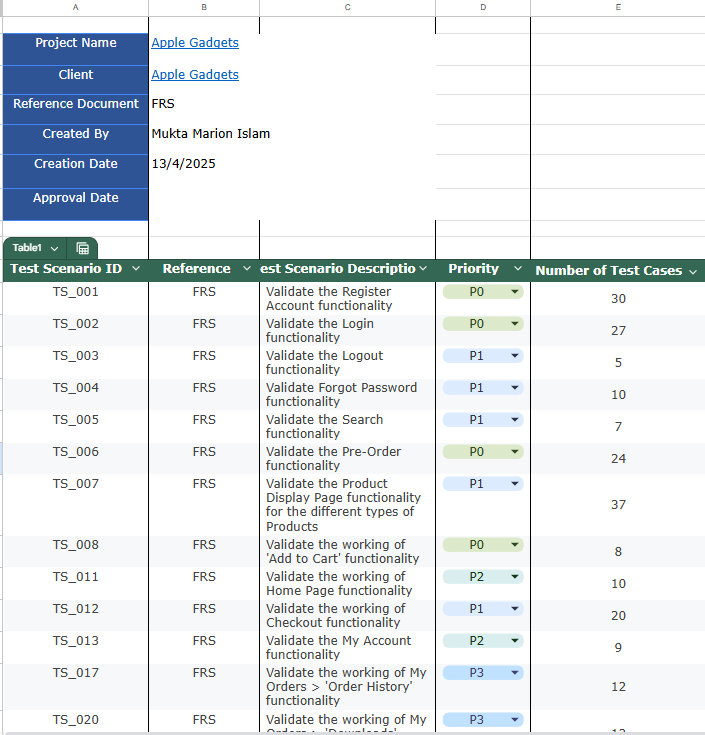 A B C D E
Project Name Apple Gadgets
Client Apple Gadgets
Reference Document FRS
Created By Mukta Marion Islam
Creation Date 13/4/2025
Approval Date
Table1
Test Scenario ID Reference est Scenario Descriptio Priority Number of Test Cases
TS_001 FRS Validate the Register P0 30
Account functionality
TS_002 FRS Validate the Login P0 27
functionality
TS_003 FRS Validate the Logout P1 5
functionality
TS_004 FRS Validate Forgot Password P1 10
functionality
TS_005 FRS Validate the Search P1 7
functionality
TS_006 FRS Validate the Pre-Order P0 24
functionality
TS_007 FRS Validate the Product P1 37
Display Page functionality
for the different types of
Products
TS_008 FRS Validate the working of P0 8
'Add to Cart' functionality
TS_011 FRS Validate the working of P2 10
Home Page functionality
TS_012 FRS Validate the working of P1 20
Checkout functionality
TS_013 FRS Validate the My Account P2 9
functionality
TS_017 FRS Validate the working of My P3 12
Orders > 'Order History'
functionality
TS_020 FRS Validate the working of My P3
Orders > 'Downloads'